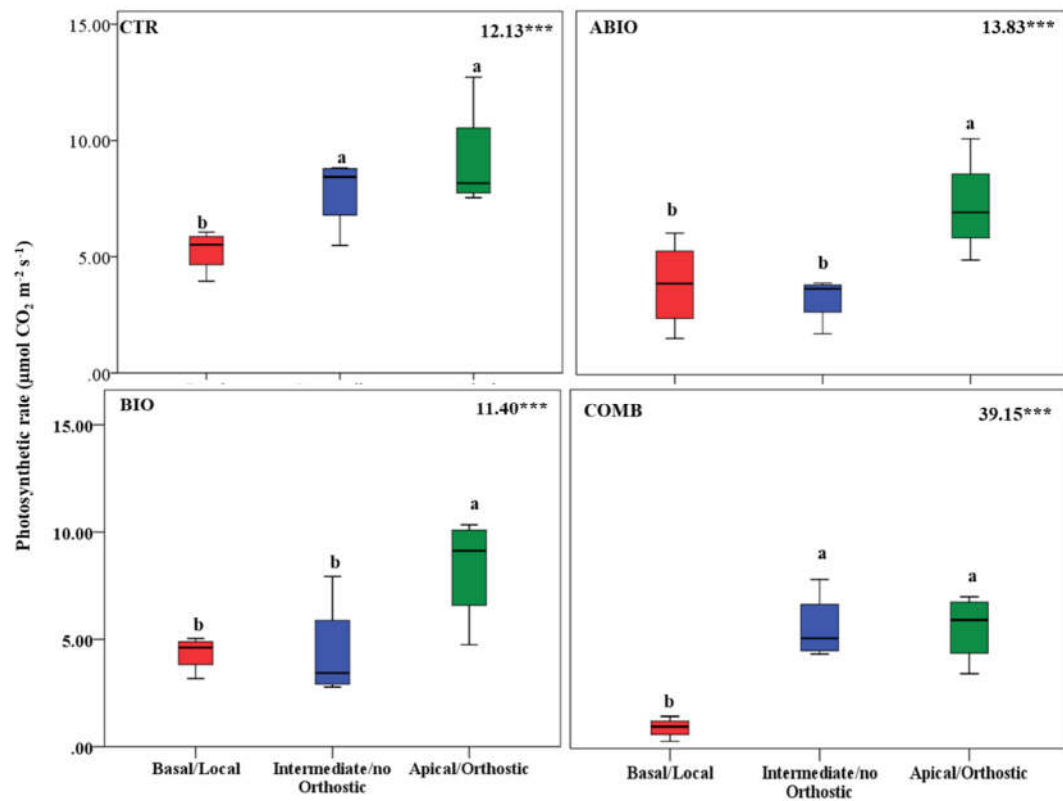 15.00
CTR
12.13***
a
a
10.00
b
5.00
.00
ABIO
13.83***
a
b
b
Photosynthetic rate (μmol CO₂ m⁻² s⁻¹)
BIO
11.40***
15.00
a
10.00
b
b
5.00
.00
Basal/Local
Intermediate/no
Orthostic
Apical/Orthostic
COMB
39.15***
a
a
b
Basal/Local
Intermediate/no
Orthostic
Apical/Orthostic